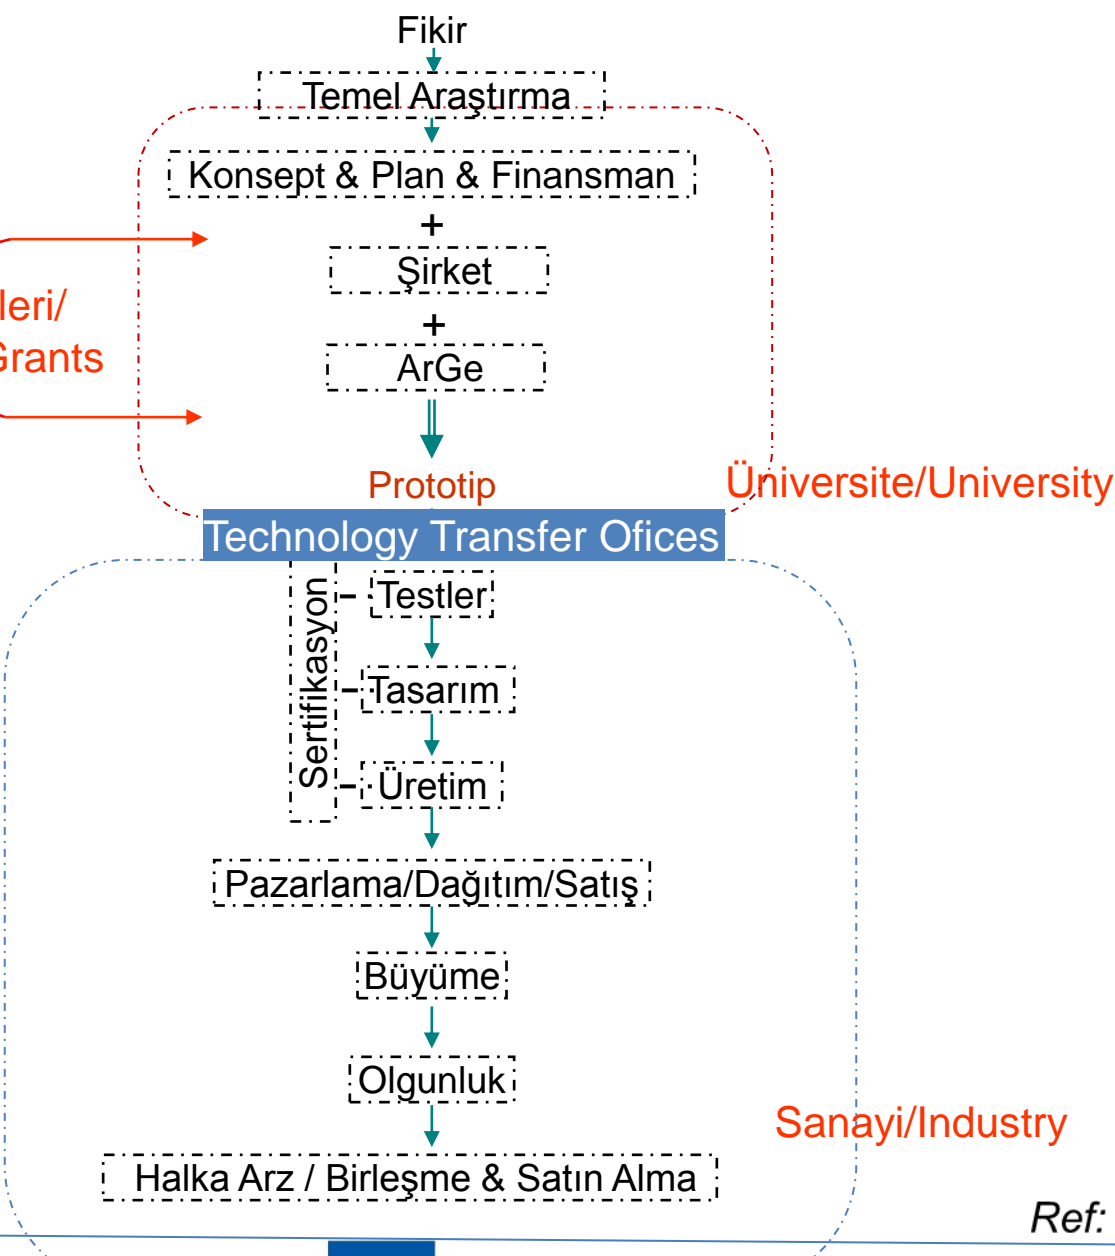 Fikir
Temel Araştırma
Konsept & Plan & Finansman
+
Şirket
leri/
Grants
+
ArGe
Prototip
Üniversite/University
Technology Transfer Ofices
Sertifikasyon
Testler
Tasarım
Üretim
Pazarlama/Dağıtım/Satış
Büyüme
Olgunluk
Sanayi/Industry
Halka Arz / Birleşme & Satın Alma
Ref: